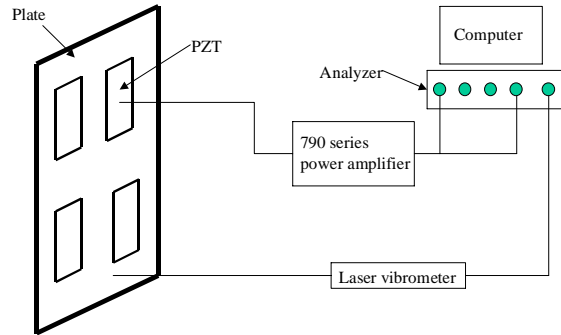 Plate
PZT
Computer
Analyzer
790 series
power amplifier
Laser vibrometer